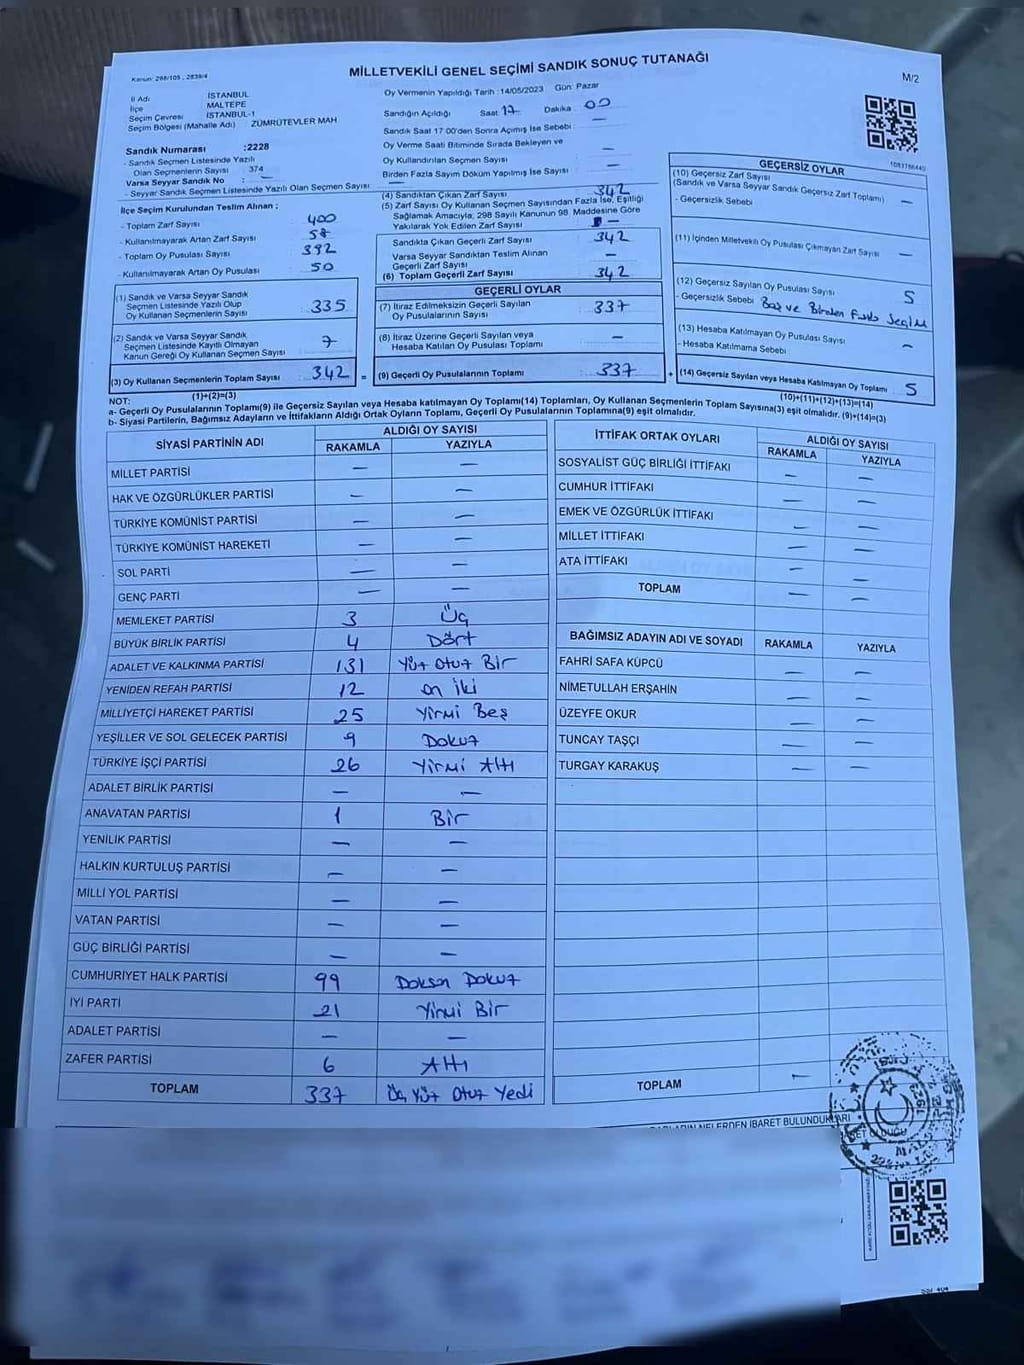 Kanun: 298/105 , 2839/4
MİLLETVEKİLİ GENEL SEÇİMİ SANDIK SONUÇ TUTANAĞI
M/2
İl Adı : İSTANBUL
İlçe MALTEPE
Seçim Çevresi İSTANBUL-1
Seçim Bölgesi (Mahalle Adı) ZÜMRÜTEVLER MAH
Sandık Numarası :2228
- Sandık Seçmen Listesinde Yazılı
Olan Seçmenlerin Sayısı 374
Varsa Seyyar Sandık No : —
- Seyyar Sandık Seçmen Listesinde Yazılı Olan Seçmen Sayısı —
Oy Vermenin Yapıldığı Tarih :14/05/2023 Gün: Pazar
Sandığın Açıldığı Saat 17 Dakika : 00
Sandık Saat 17:00'den Sonra Açımış İse Sebebi : —
Oy Verme Saati Bitiminde Sırada Bekleyen ve
Oy Kullandırılan Seçmen Sayısı —
Birden Fazla Sayım Döküm Yapılmış İse Sayısı —
İlçe Seçim Kurulundan Teslim Alınan ;
- Toplam Zarf Sayısı 400
- Kullanılmayarak Artan Zarf Sayısı 58
- Toplam Oy Pusulası Sayısı 392
- Kullanılmayarak Artan Oy Pusulası 50
(1) Sandık ve Varsa Seyyar Sandık
Seçmen Listesinde Yazılı Olup
Oy Kullanan Seçmenlerin Sayısı 335
(2) Sandık ve Varsa Seyyar Sandık
Seçmen Listesinde Kayıtlı Olmayan
Kanun Gereği Oy Kullanan Seçmen Sayısı 7
(3) Oy Kullanan Seçmenlerin Toplam Sayısı 342 =
(1)+(2)=(3)
(4) Sandıktan Çıkan Zarf Sayısı 342
(5) Zarf Sayısı Oy Kullanan Seçmen Sayısından Fazla İse, Eşitliği
Sağlamak Amacıyla, 298 Sayılı Kanunun 98. Maddesine Göre
Yakılarak Yok Edilen Zarf Sayısı —
Sandıkta Çıkan Geçerli Zarf Sayısı 342
Varsa Seyyar Sandıktan Teslim Alınan
Geçerli Zarf Sayısı —
(6) Toplam Geçerli Zarf Sayısı 342
GEÇERLİ OYLAR
(7) İtiraz Edilmeksizin Geçerli Sayılan
Oy Pusulalarının Sayısı 337
(8) İtiraz Üzerine Geçerli Sayılan veya
Hesaba Katılan Oy Pusulası Toplamı —
(9) Geçerli Oy Pusulalarının Toplamı 337 +
GEÇERSİZ OYLAR
(10) Geçersiz Zarf Sayısı
(Sandık ve Varsa Seyyar Sandık Geçersiz Zarf Toplamı) —
- Geçersizlik Sebebi
(11) İçinden Milletvekili Oy Pusulası Çıkmayan Zarf Sayısı —
(12) Geçersiz Sayılan Oy Pusulası Sayısı 5
- Geçersizlik Sebebi Boş ve Birden Fazla Seçim
(13) Hesaba Katılmayan Oy Pusulası Sayısı —
- Hesaba Katılmama Sebebi
(14) Geçersiz Sayılan veya Hesaba Katılmayan Oy Toplamı 5
(10)+(11)+(12)+(13)=(14)
NOT:
a- Geçerli Oy Pusulalarının Toplamı(9) ile Geçersiz Sayılan veya Hesaba katılmayan Oy Toplamı(14) Toplamları, Oy Kullanan Seçmenlerin Toplam Sayısına(3) eşit olmalıdır. (9)+(14)=(3)
b- Siyasi Partilerin, Bağımsız Adayların ve İttifakların Aldığı Ortak Oyların Toplamı, Geçerli Oy Pusulalarının Toplamına(9) eşit olmalıdır.
SİYASİ PARTİNİN ADI ALDIĞI OY SAYISI
RAKAMLA YAZIYLA
MİLLET PARTİSİ — —
HAK VE ÖZGÜRLÜKLER PARTİSİ — —
TÜRKİYE KOMÜNİST PARTİSİ — —
TÜRKİYE KOMÜNİST HAREKETİ — —
SOL PARTİ — —
GENÇ PARTİ — —
MEMLEKET PARTİSİ 3 Üç
BÜYÜK BİRLİK PARTİSİ 4 Dört
ADALET VE KALKINMA PARTİSİ 131 Yüz Otuz Bir
YENİDEN REFAH PARTİSİ 12 on iki
MİLLİYETÇİ HAREKET PARTİSİ 25 Yirmi Beş
YEŞİLLER VE SOL GELECEK PARTİSİ 9 Dokuz
TÜRKİYE İŞÇİ PARTİSİ 26 Yirmi Altı
ADALET BİRLİK PARTİSİ — —
ANAVATAN PARTİSİ 1 Bir
YENİLİK PARTİSİ — —
HALKIN KURTULUŞ PARTİSİ — —
MİLLİ YOL PARTİSİ — —
VATAN PARTİSİ — —
GÜÇ BİRLİĞİ PARTİSİ — —
CUMHURİYET HALK PARTİSİ 99 Doksan Dokuz
İYİ PARTİ 21 Yirmi Bir
ADALET PARTİSİ — —
ZAFER PARTİSİ 6 Altı
TOPLAM 337 Üç Yüz Otuz Yedi
İTTİFAK ORTAK OYLARI ALDIĞI OY SAYISI
RAKAMLA YAZIYLA
SOSYALİST GÜÇ BİRLİĞİ İTTİFAKI — —
CUMHUR İTTİFAKI — —
EMEK VE ÖZGÜRLÜK İTTİFAKI — —
MİLLET İTTİFAKI — —
ATA İTTİFAKI — —
TOPLAM — —
BAĞIMSIZ ADAYIN ADI VE SOYADI RAKAMLA YAZIYLA
FAHRİ SAFA KÜPCÜ — —
NİMETULLAH ERŞAHİN — —
ÜZEYFE OKUR — —
TUNCAY TAŞÇI — —
TURGAY KARAKUŞ — —
TOPLAM —
NELERDEN İBARET BULUNDUKLARI
T.C.
1923